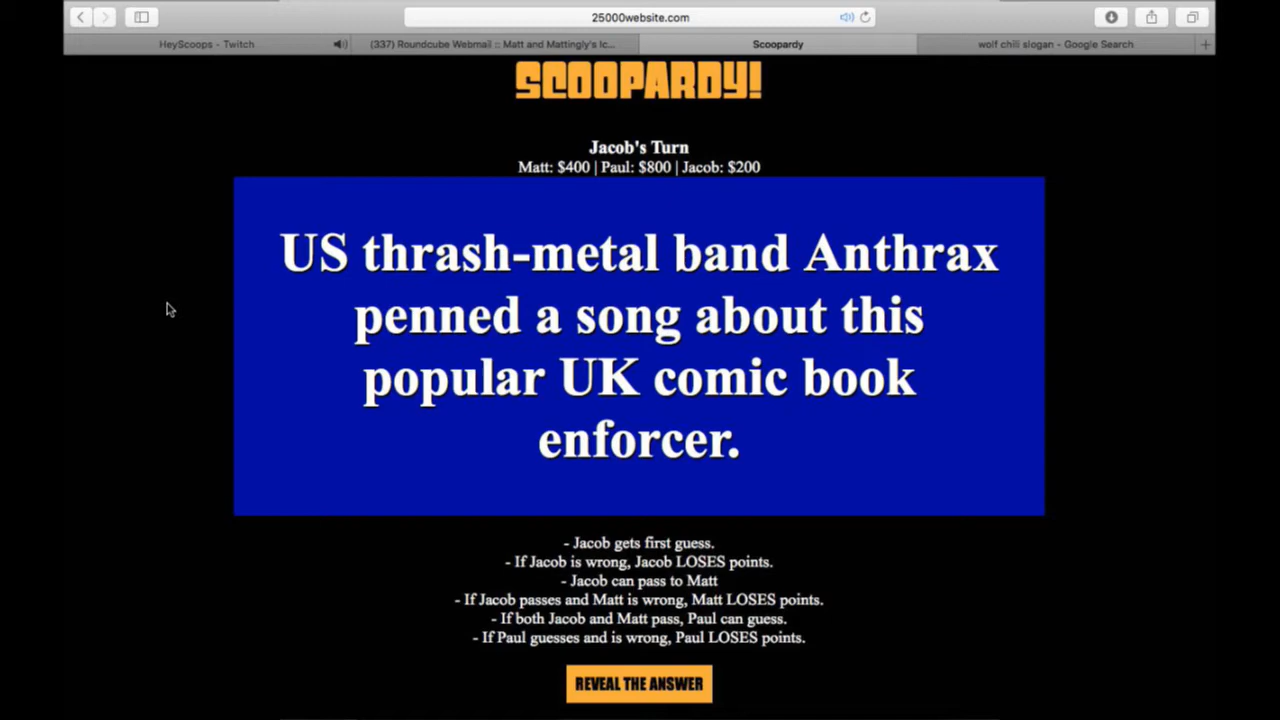 25000website.com
HeyScoops - Twitch
(337) Roundcube Webmail :: Matt and Mattingly's Ic...
Scoopardy
wolf chili slogan - Google Search
SCOOPARDY!
Jacob's Turn
Matt: $400 | Paul: $800 | Jacob: $200
US thrash-metal band Anthrax
penned a song about this
popular UK comic book
enforcer.
- Jacob gets first guess.
- If Jacob is wrong, Jacob LOSES points.
- Jacob can pass to Matt
- If Jacob passes and Matt is wrong, Matt LOSES points.
- If both Jacob and Matt pass, Paul can guess.
- If Paul guesses and is wrong, Paul LOSES points.
REVEAL THE ANSWER